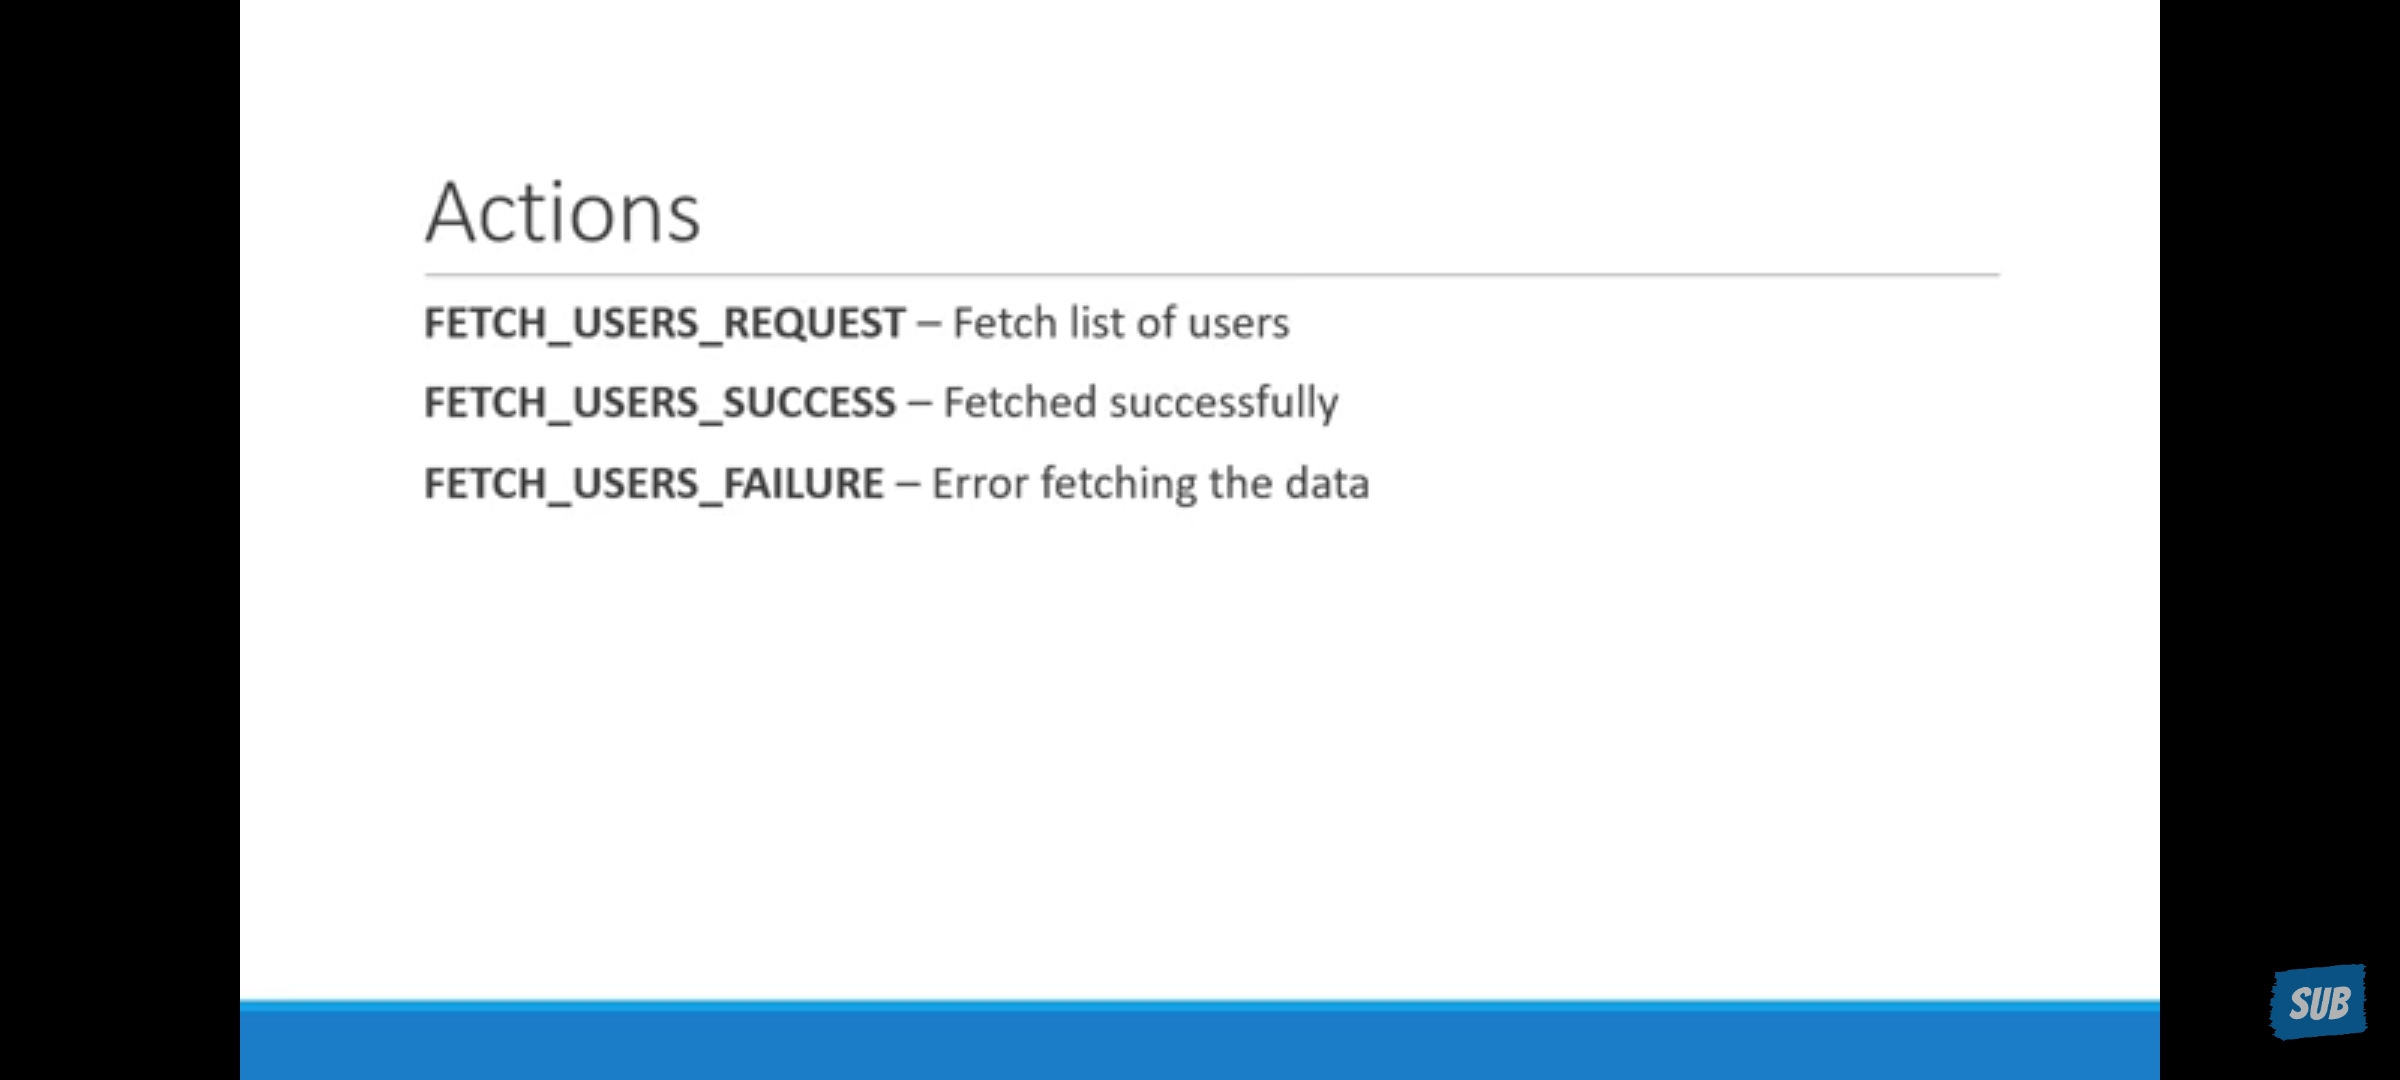 Actions
FETCH_USERS_REQUEST – Fetch list of users
FETCH_USERS_SUCCESS – Fetched successfully
FETCH_USERS_FAILURE – Error fetching the data
SUB